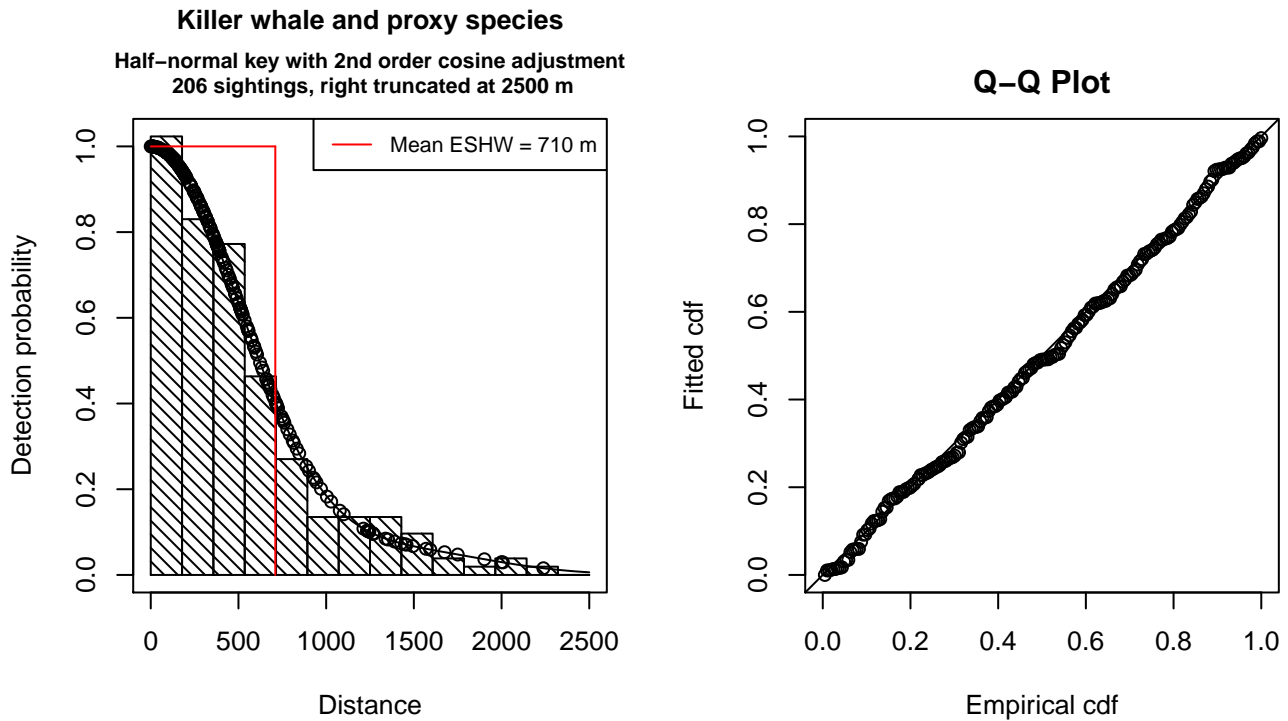 Killer whale and proxy species
Half−normal key with 2nd order cosine adjustment
206 sightings, right truncated at 2500 m
Mean ESHW = 710 m
Detection probability
0.0 0.2 0.4 0.6 0.8 1.0
0 500 1000 1500 2000 2500
Distance
Q−Q Plot
Fitted cdf
0.0 0.2 0.4 0.6 0.8 1.0
0.0 0.2 0.4 0.6 0.8 1.0
Empirical cdf